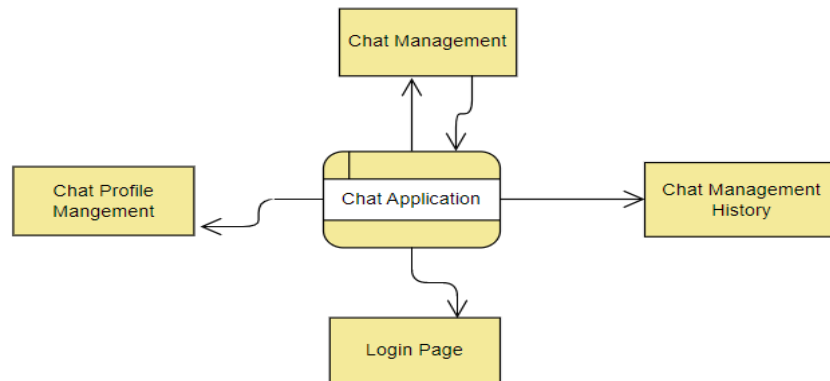 Chat Management
Chat Profile
Mangement
Chat Application
Chat Management
History
Login Page